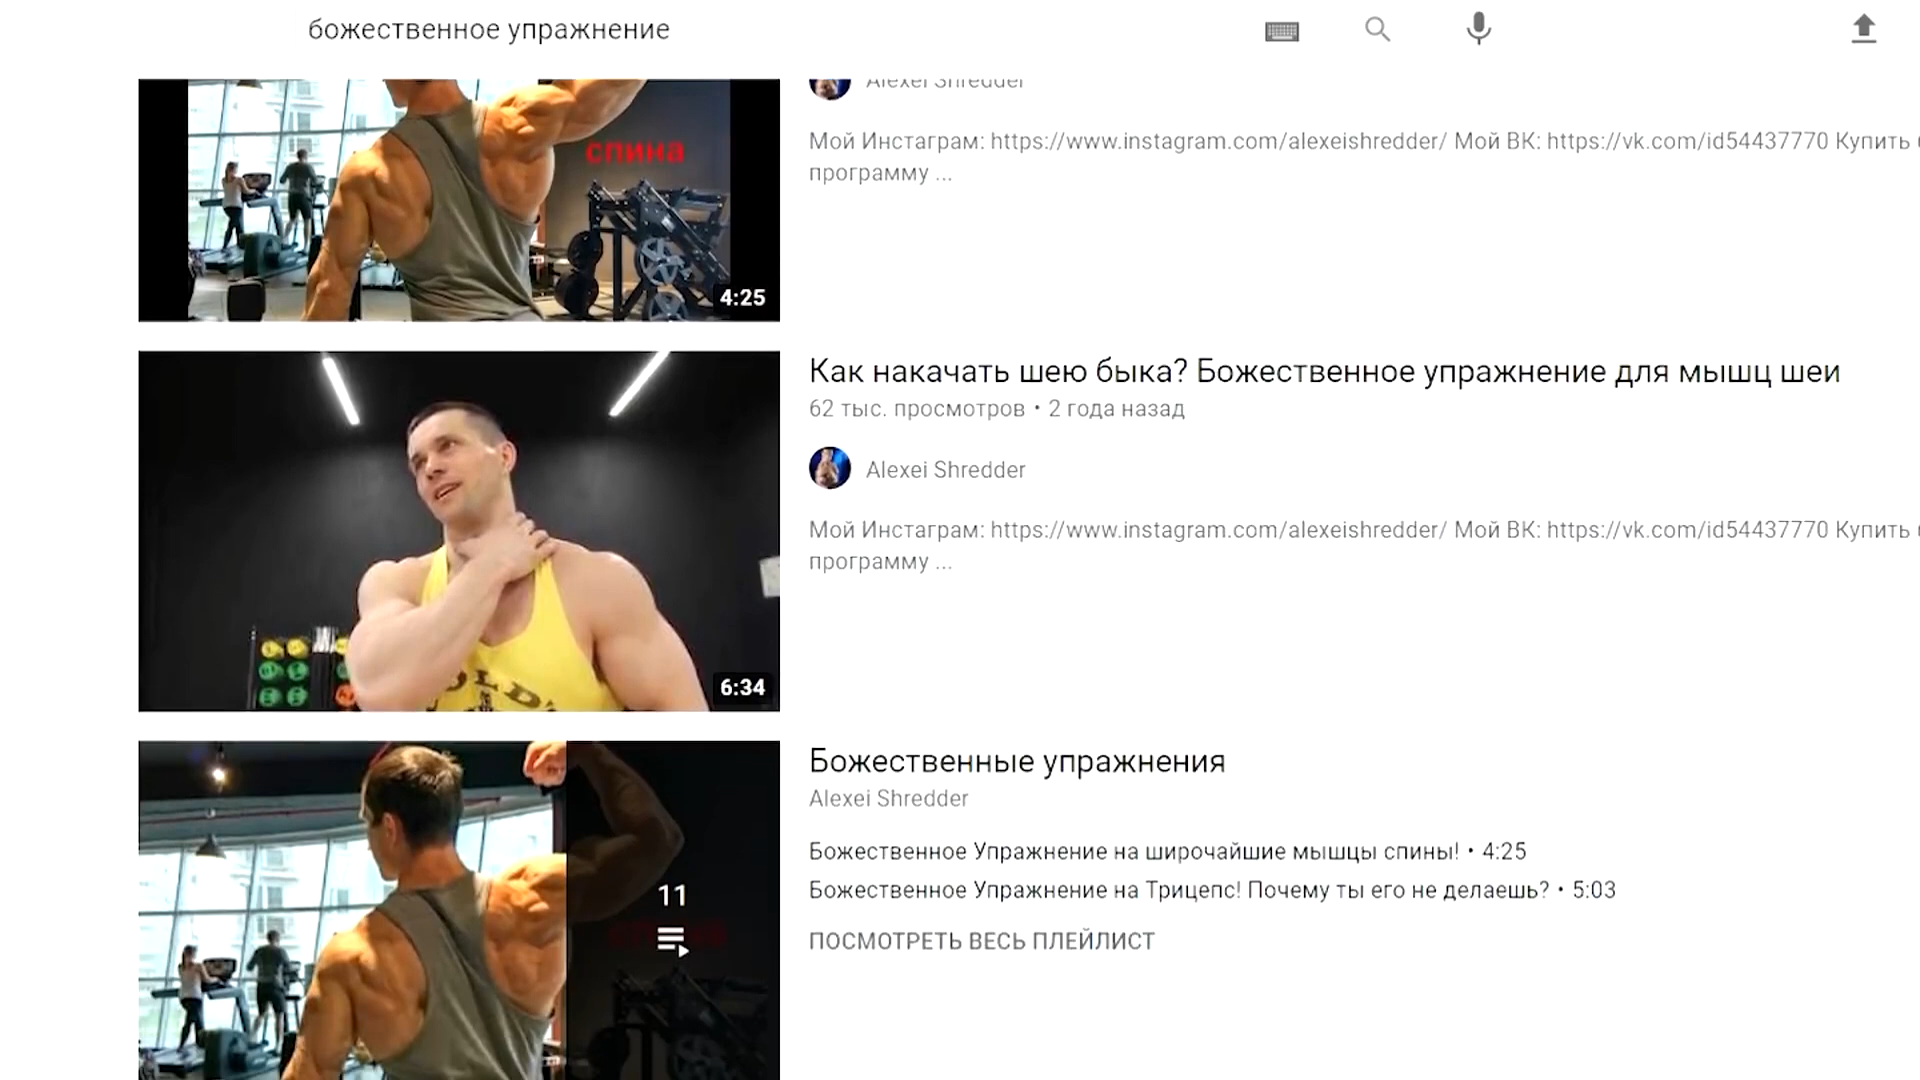 божественное упражнение
Alexei Shredder
спина
Мой Инстаграм: https://www.instagram.com/alexeishredder/ Мой ВК: https://vk.com/id54437770 Купить
программу ...
4:25
Как накачать шею быка? Божественное упражнение для мышц шеи
62 тыс. просмотров • 2 года назад
Alexei Shredder
Мой Инстаграм: https://www.instagram.com/alexeishredder/ Мой ВК: https://vk.com/id54437770 Купить
программу ...
6:34
Божественные упражнения
Alexei Shredder
Божественное Упражнение на широчайшие мышцы спины! • 4:25
Божественное Упражнение на Трицепс! Почему ты его не делаешь? • 5:03
11
ПОСМОТРЕТЬ ВЕСЬ ПЛЕЙЛИСТ